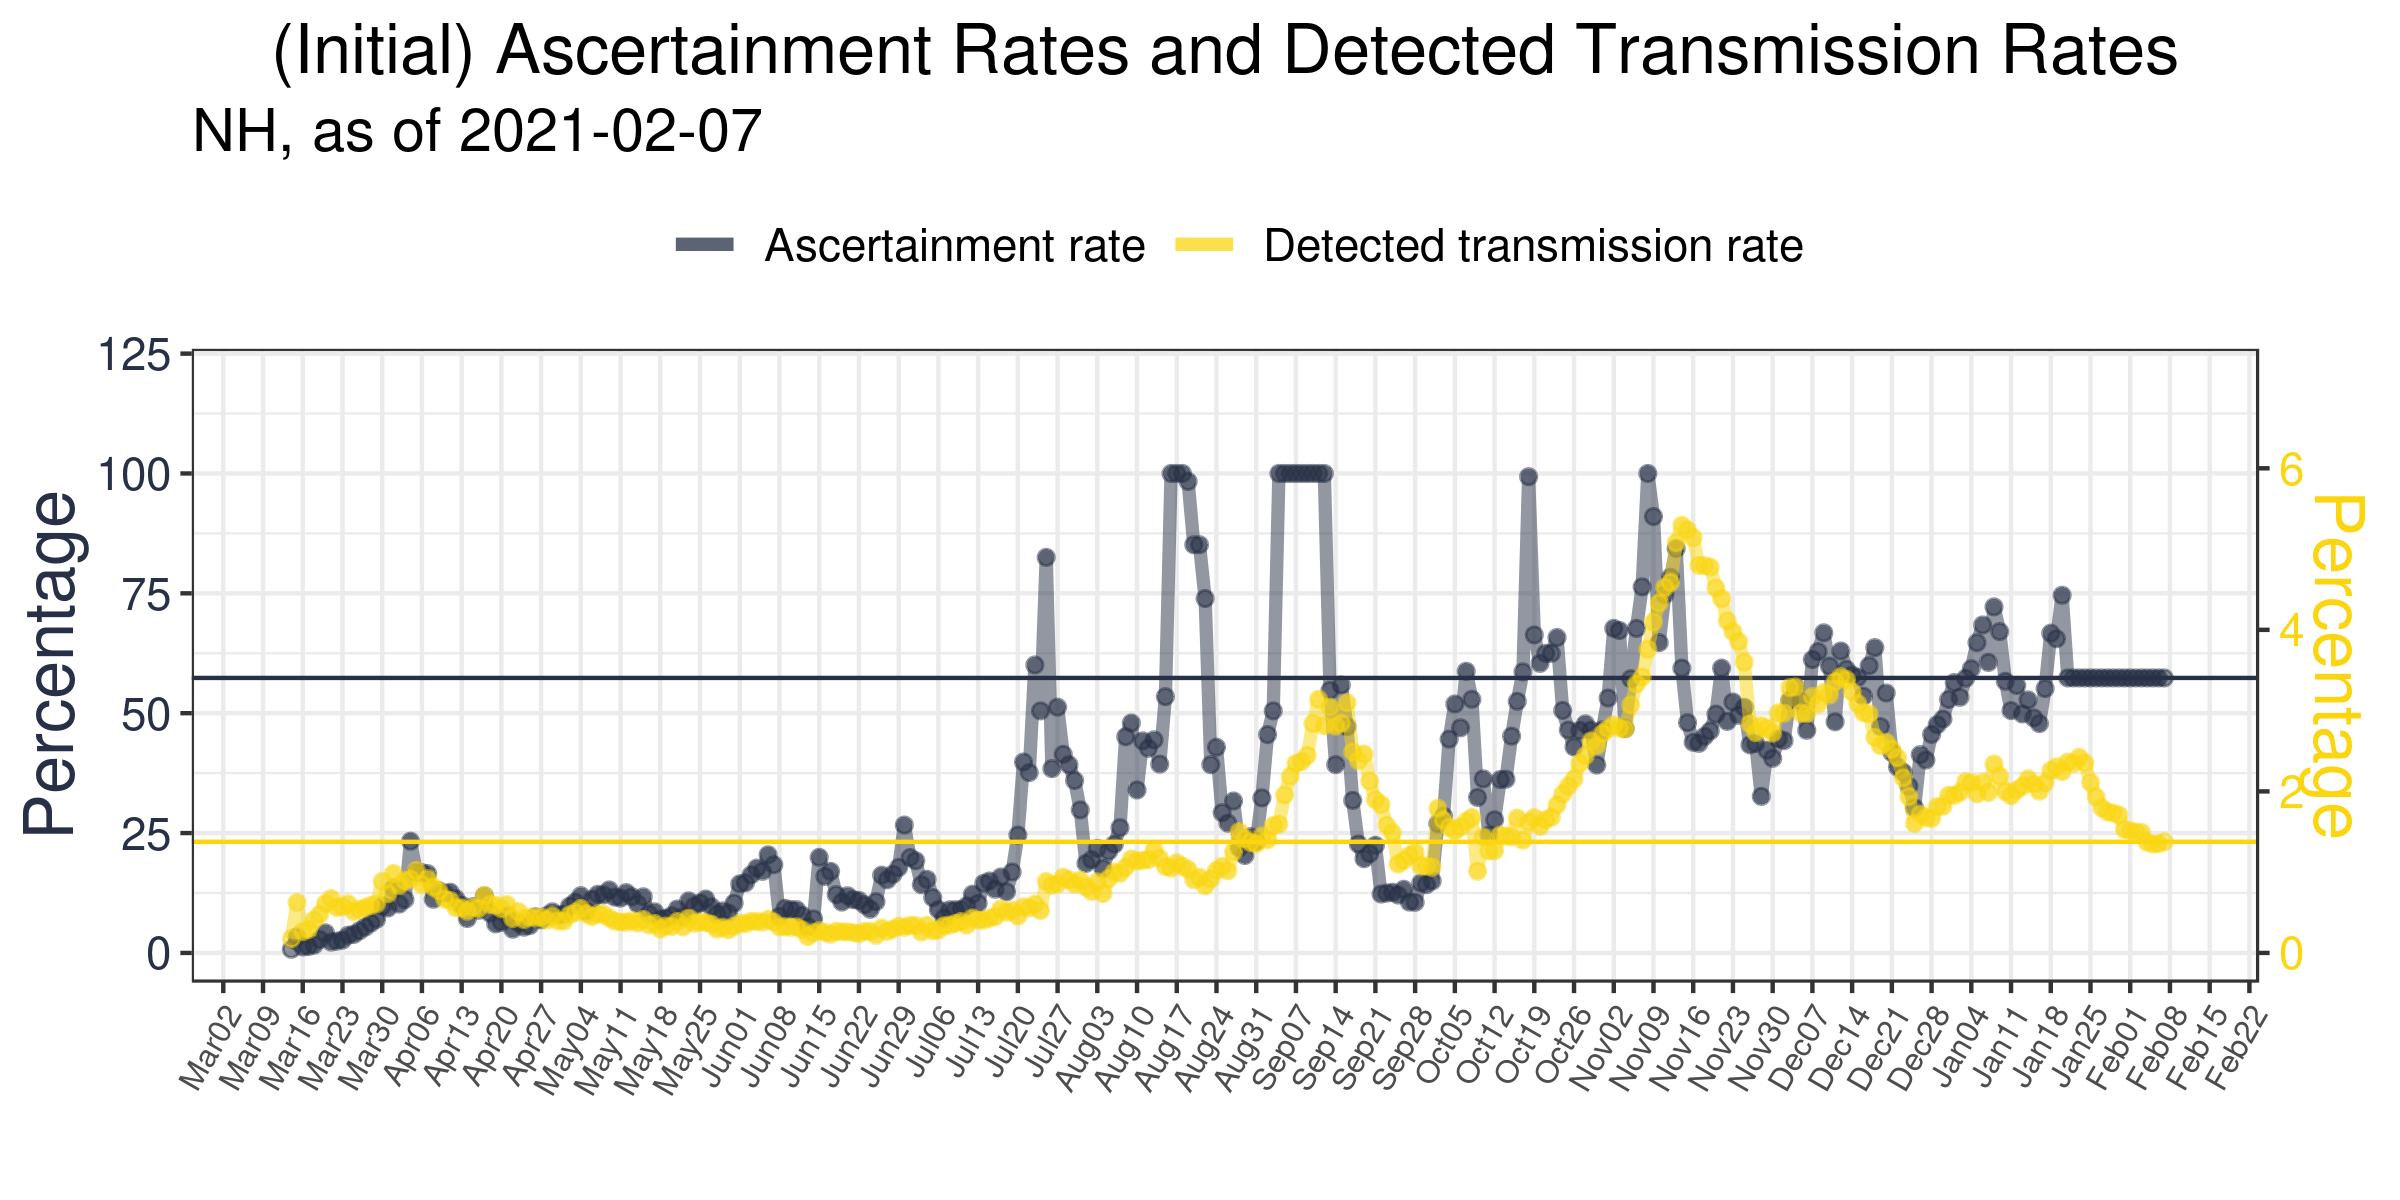 (Initial) Ascertainment Rates and Detected Transmission Rates
NH, as of 2021-02-07
Ascertainment rate
Detected transmission rate
125
100
75
50
25
0
Percentage
6
4
2
0
Percentage
Mar02
Mar09
Mar16
Mar23
Mar30
Apr06
Apr13
Apr20
Apr27
May04
May11
May18
May25
Jun01
Jun08
Jun15
Jun22
Jun29
Jul06
Jul13
Jul20
Jul27
Aug03
Aug10
Aug17
Aug24
Aug31
Sep07
Sep14
Sep21
Sep28
Oct05
Oct12
Oct19
Oct26
Nov02
Nov09
Nov16
Nov23
Nov30
Dec07
Dec14
Dec21
Dec28
Jan04
Jan11
Jan18
Jan25
Feb01
Feb08
Feb15
Feb22